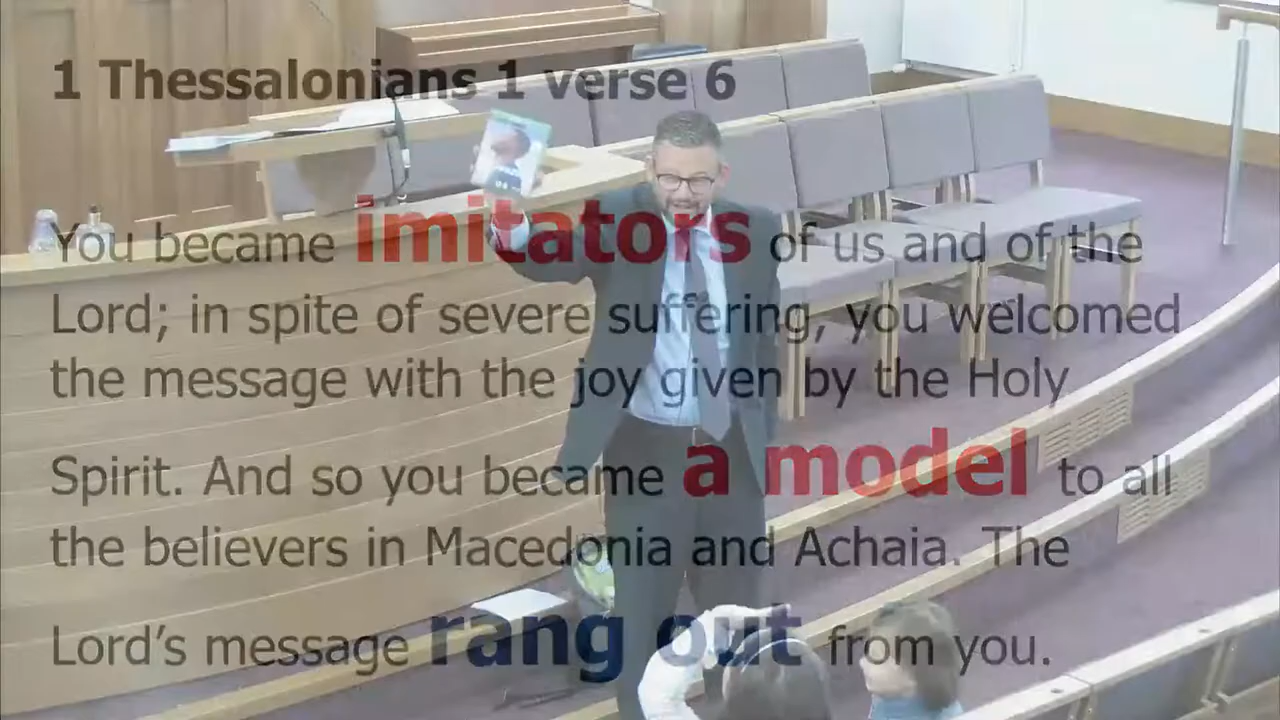 1 Thessalonians 1 verse 6
You became imitators of us and of the
Lord; in spite of severe suffering, you welcomed
the message with the joy given by the Holy
Spirit. And so you became a model to all
the believers in Macedonia and Achaia. The
Lord’s message rang out from you.